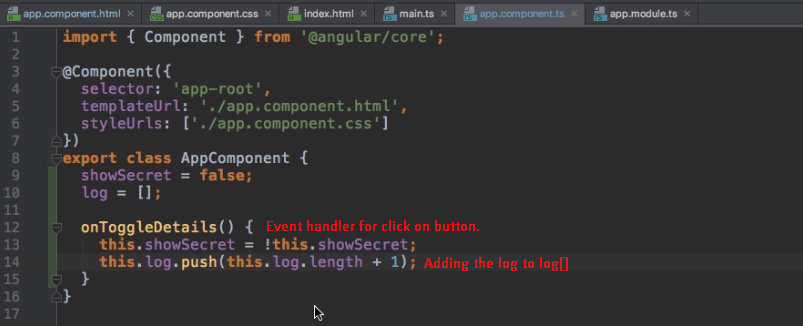 app.component.html × app.component.css × index.html × main.ts × app.component.ts × app.module.ts ×
1 import { Component } from '@angular/core';
2
3 @Component({
4 selector: 'app-root',
5 templateUrl: './app.component.html',
6 styleUrls: ['./app.component.css']
7 })
8 export class AppComponent {
9 showSecret = false;
10 log = [];
11
12 onToggleDetails() { Event handler for click on button.
13 this.showSecret = !this.showSecret;
14 this.log.push(this.log.length + 1); Adding the log to log[]
15 }
16 }
17